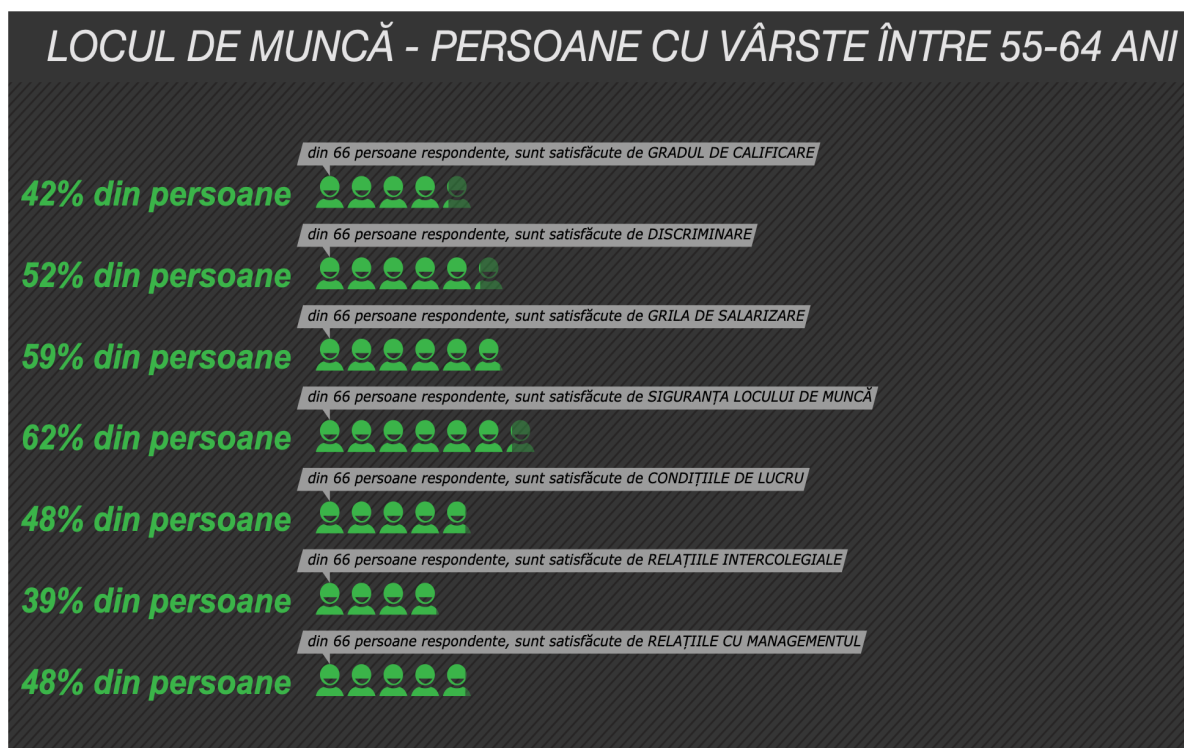 LOCUL DE MUNCĂ - PERSOANE CU VÂRSTE ÎNTRE 55-64 ANI
din 66 persoane respondente, sunt satisfăcute de GRADUL DE CALIFICARE
42% din persoane
din 66 persoane respondente, sunt satisfăcute de DISCRIMINARE
52% din persoane
din 66 persoane respondente, sunt satisfăcute de GRILA DE SALARIZARE
59% din persoane
din 66 persoane respondente, sunt satisfăcute de SIGURANȚA LOCULUI DE MUNCĂ
62% din persoane
din 66 persoane respondente, sunt satisfăcute de CONDIȚIILE DE LUCRU
48% din persoane
din 66 persoane respondente, sunt satisfăcute de RELAȚIILE INTERCOLEGIALE
39% din persoane
din 66 persoane respondente, sunt satisfăcute de RELAȚIILE CU MANAGEMENTUL
48% din persoane